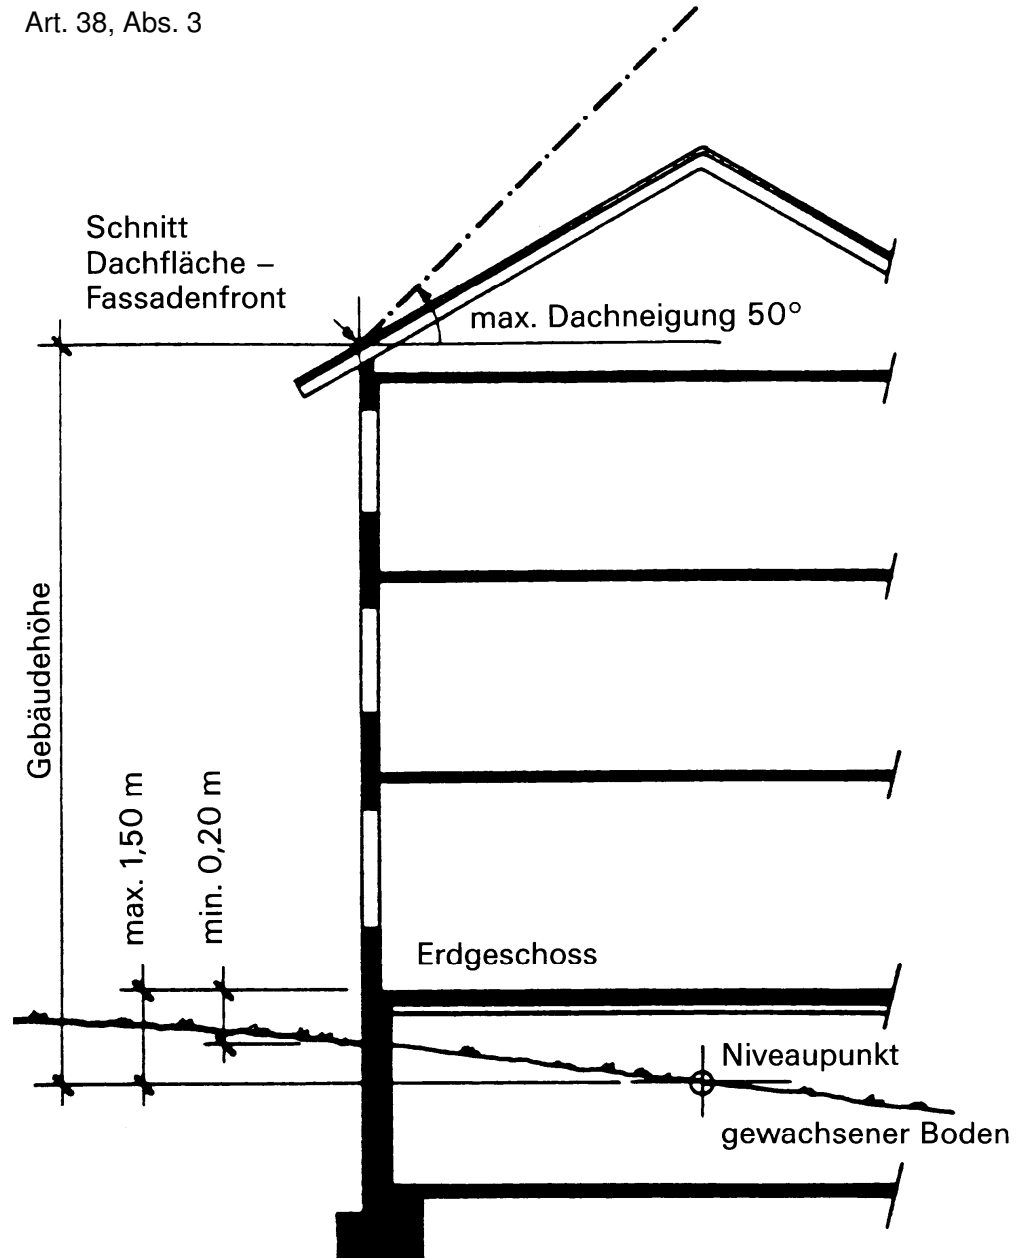 Art. 38, Abs. 3
Schnitt
Dachfläche –
Fassadenfront
max. Dachneigung 50°
Gebäudehöhe
max. 1,50 m
min. 0,20 m
Erdgeschoss
Niveaupunkt
gewachsener Boden